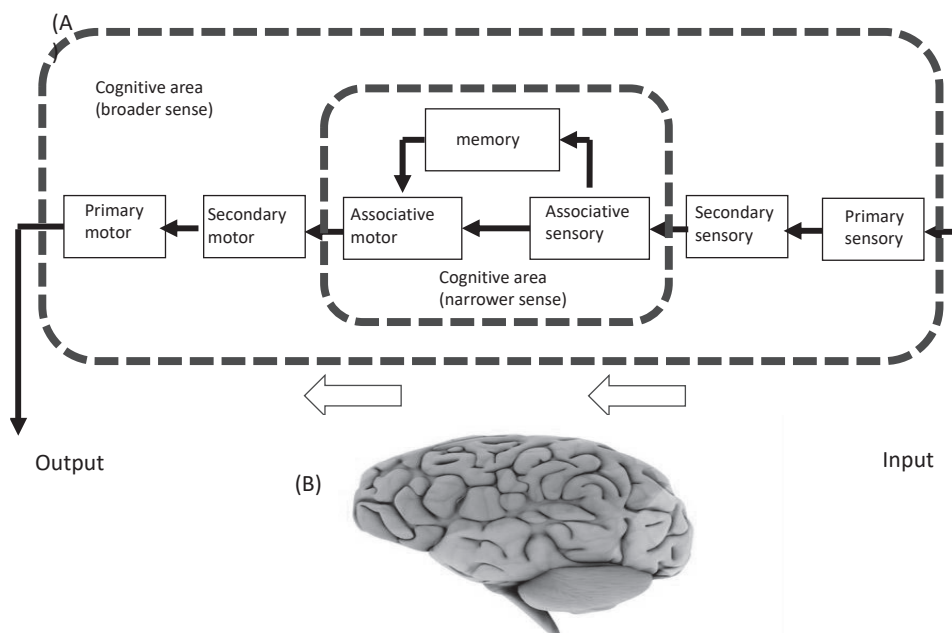 (A
)
Cognitive area
(broader sense)
memory
Primary
motor
Secondary
motor
Associative
motor
Associative
sensory
Secondary
sensory
Primary
sensory
Cognitive area
(narrower sense)
Output
Input
(B)